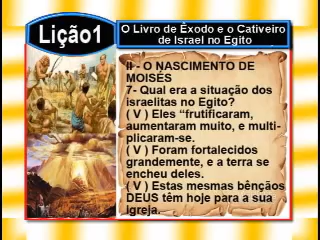 Lição1
O Livro de Êxodo e o Cativeiro
de Israel no Egito
II - O NASCIMENTO DE
MOISÉS
7- Qual era a situação dos
israelitas no Egito?
( V ) Eles “frutificaram,
aumentaram muito, e multi-
plicaram-se.
( V ) Foram fortalecidos
grandemente, e a terra se
encheu deles.
( V ) Estas mesmas bênçãos
DEUS têm hoje para a sua
Igreja.